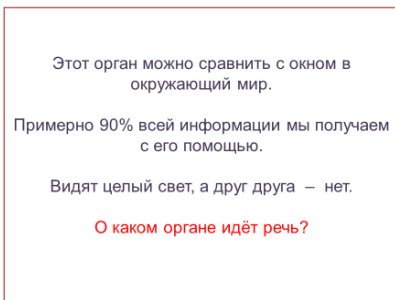 Этот орган можно сравнить с окном в
окружающий мир.
Примерно 90% всей информации мы получаем
с его помощью.
Видят целый свет, а друг друга – нет.
О каком органе идёт речь?